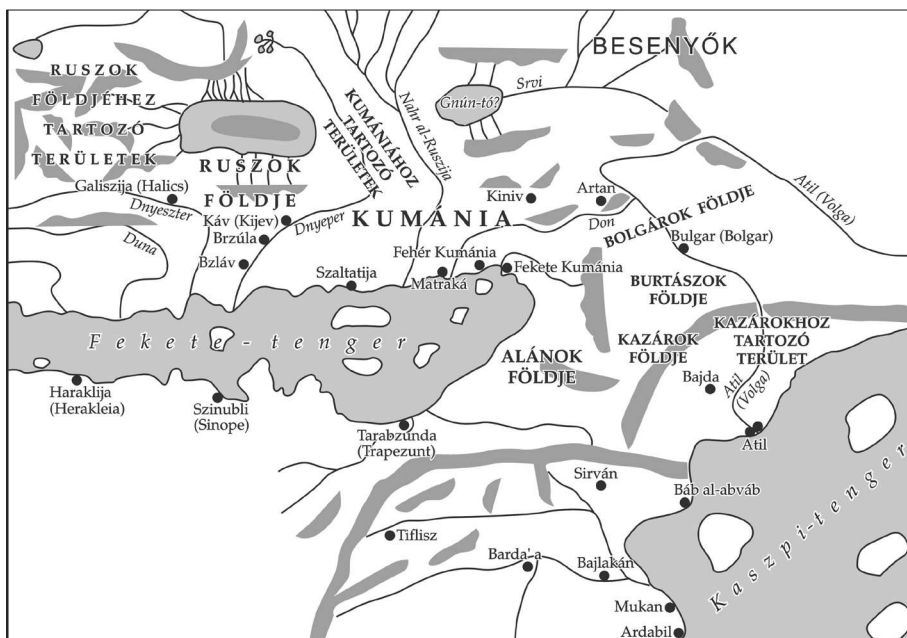 BESENYŐK
RUSZOK
FÖLDJÉHEZ
TARTOZÓ
TERÜLETEK
Srvi
Gnún-tó?
Nahr al-Ruszija
KUMÁNIÁHOZ
TARTOZÓ
TERÜLETEK
RUSZOK
FÖLDJE
Galiszija (Halics)
Dnyeszter
Káv (Kijev)
Dnyeper
KUMÁNIA
Kiniv
Artan
Don
Atil (Volga)
BOLGÁROK FÖLDJE
Bulgar (Bolgar)
Duna
Brzúla
Bzláv
Szaltatija
Fehér Kumánia
Matraká
Fekete Kumánia
BURTÁSZOK
FÖLDJE
Fekete-tenger
ALÁNOK
FÖLDJE
KAZÁROK
FÖLDJE
KAZÁROKHOZ
TARTOZÓ
TERÜLET
Bajda
Atil
(Volga)
Atil
Haraklija
(Herakleia)
Szinubli
(Sinope)
Tarabzúnda
(Trapezunt)
Sirván
Báb al-abváb
Kaszpi-tenger
Tiflisz
Barda'a
Bajlakán
Mukan
Ardabil